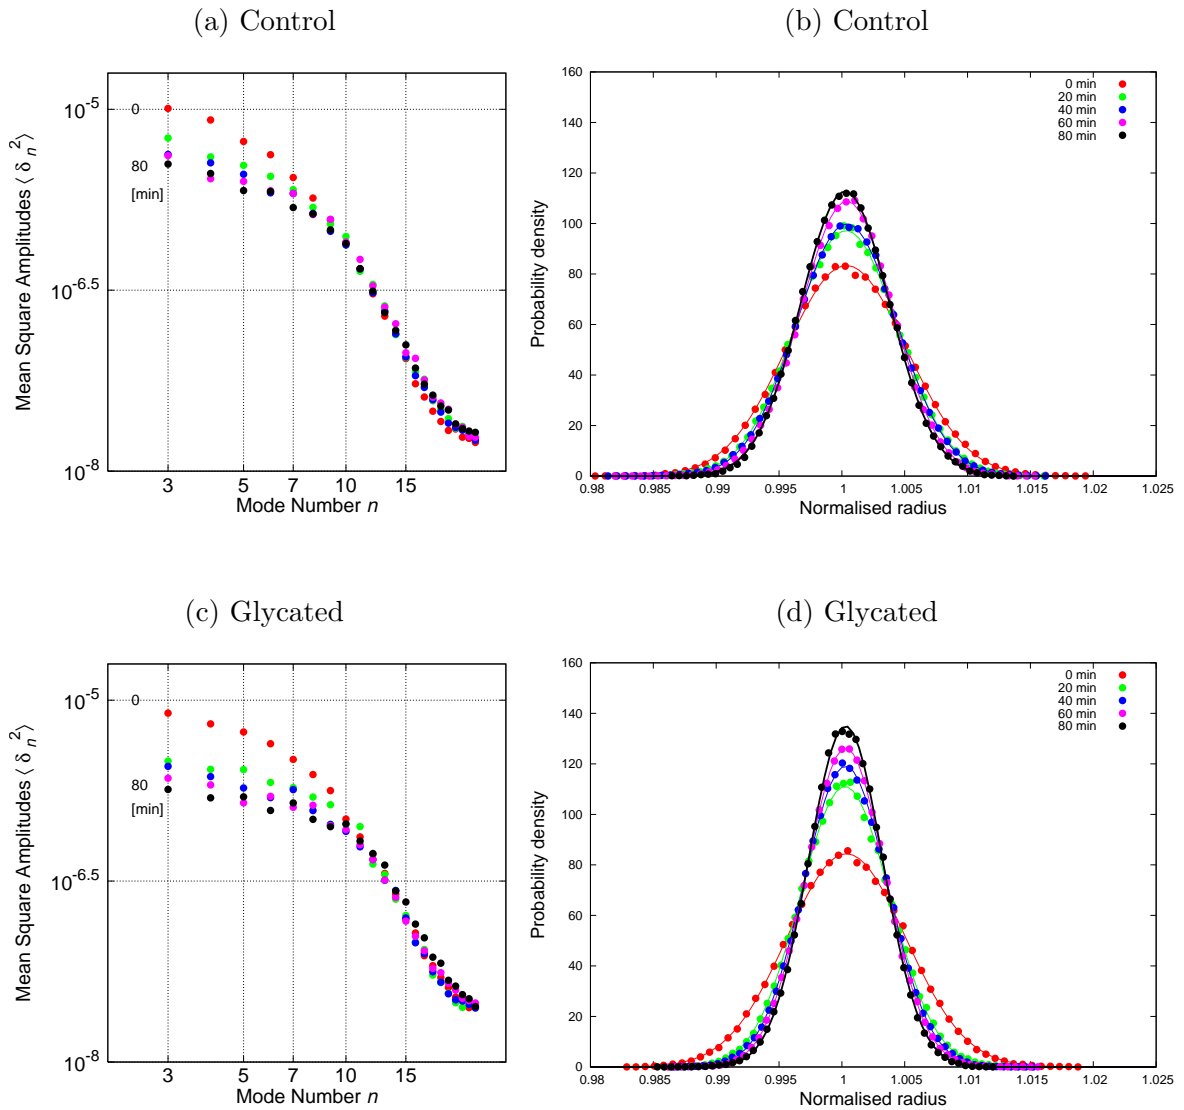 (a) Control
(b) Control
Mean Square Amplitudes ⟨ δ n 2 ⟩
10-5
10-6.5
10-8
0
80
[min]
3 5 7 10 15
Mode Number n
Probability density
160
140
120
100
80
60
40
20
0
0 min
20 min
40 min
60 min
80 min
0.98 0.985 0.99 0.995 1 1.005 1.01 1.015 1.02 1.025
Normalised radius
(c) Glycated
(d) Glycated
Mean Square Amplitudes ⟨ δ n 2 ⟩
10-5
10-6.5
10-8
0
80
[min]
3 5 7 10 15
Mode Number n
Probability density
160
140
120
100
80
60
40
20
0
0 min
20 min
40 min
60 min
80 min
0.98 0.985 0.99 0.995 1 1.005 1.01 1.015 1.02 1.025
Normalised radius